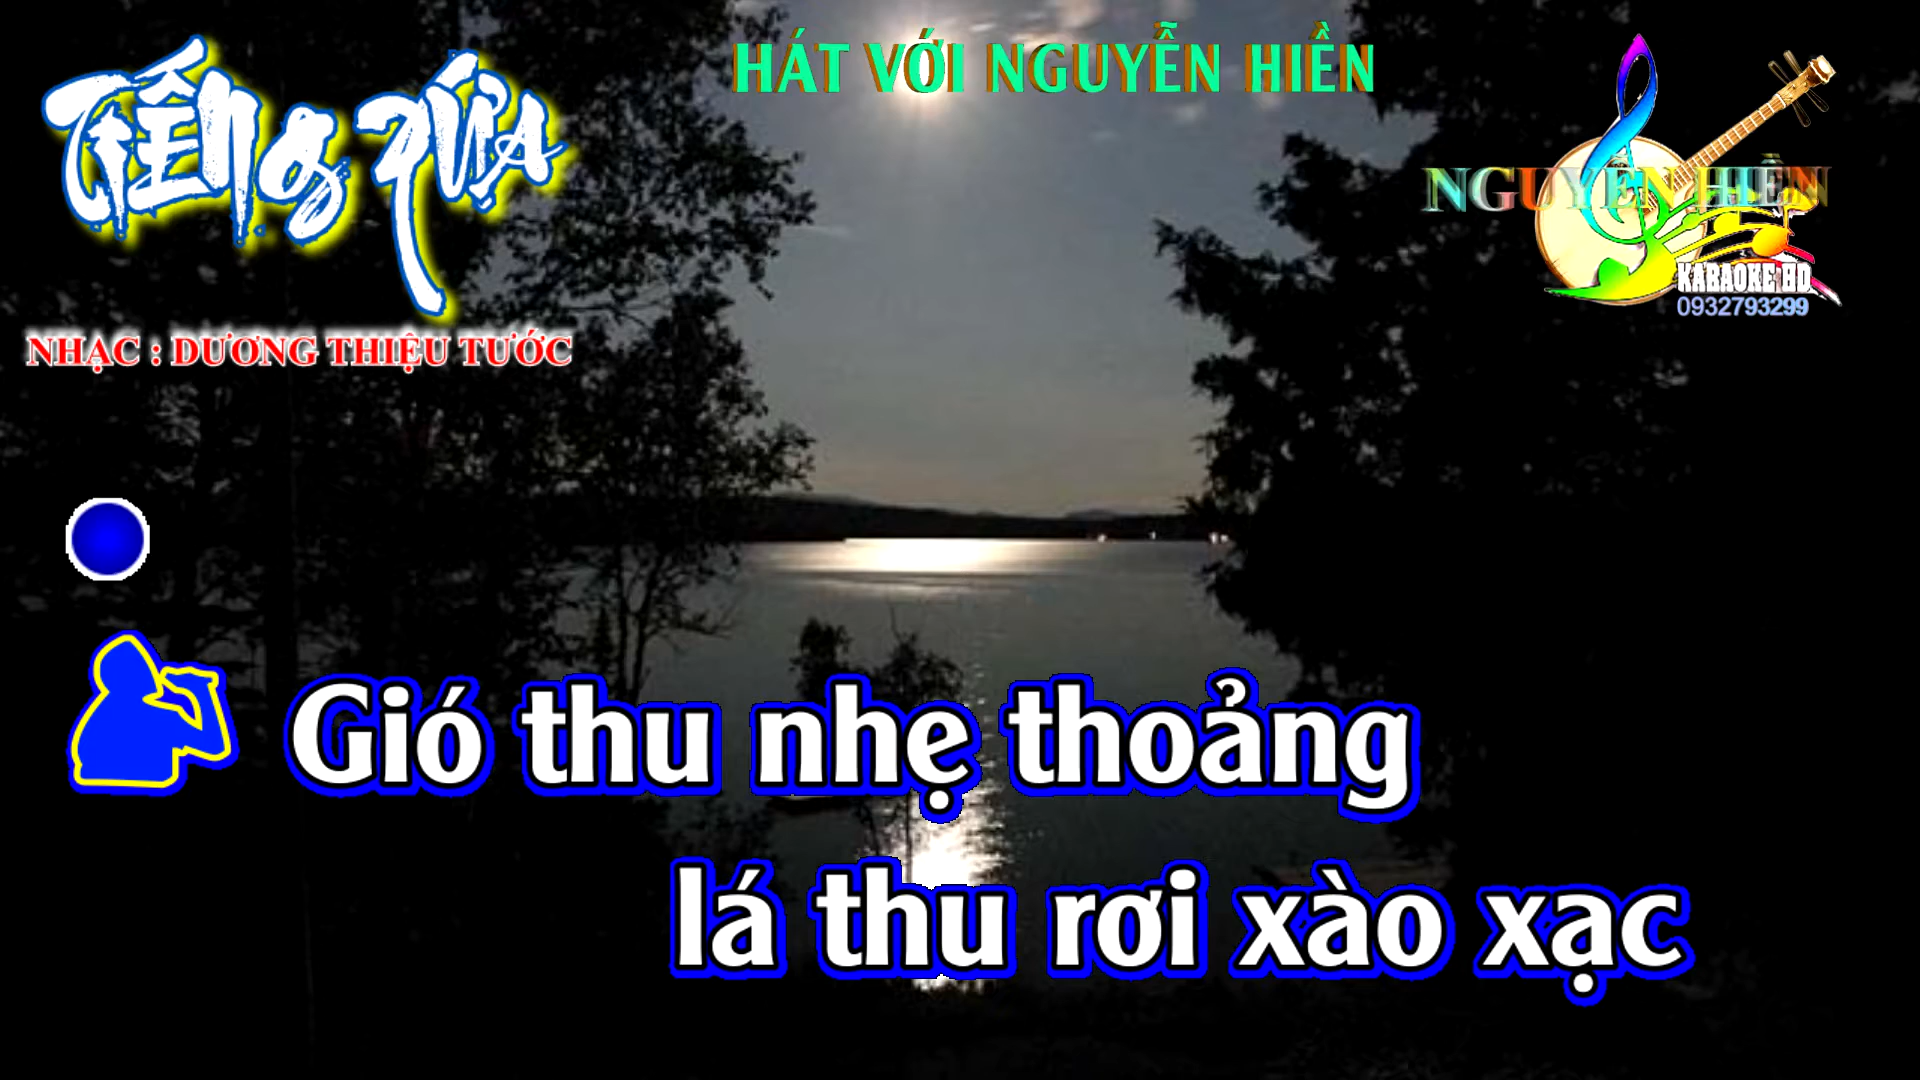 HÁT VỚI NGUYỄN HIỀN
TIẾNG XƯA
NHẠC : DƯƠNG THIỆU TƯỚC
NGUYỄN HIỀN
KARAOKE HD
0932793299
Gió thu nhẹ thoảng
lá thu rơi xào xạc